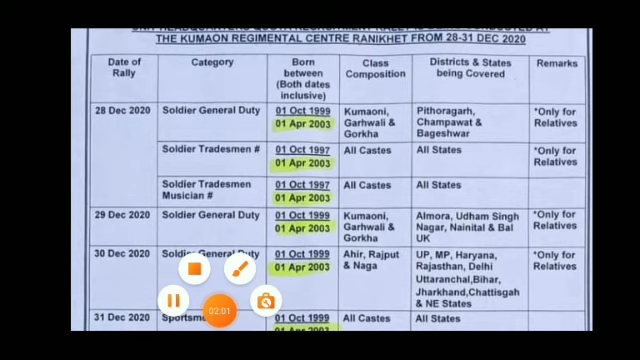 THE KUMAON REGIMENTAL CENTRE RANIKHET FROM 28-31 DEC 2020
Date of Rally | Category | Born between (Both dates inclusive) | Class Composition | Districts & States being Covered | Remarks
28 Dec 2020 | Soldier General Duty | 01 Oct 1999 01 Apr 2003 | Kumaoni, Garhwali & Gorkha | Pithoragarh, Champawat & Bageshwar | *Only for Relatives
Soldier Tradesmen # | 01 Oct 1997 01 Apr 2003 | All Castes | All States | *Only for Relatives
Soldier Tradesmen Musician # | 01 Oct 1997 01 Apr 2003 | All Castes | All States
29 Dec 2020 | Soldier General Duty | 01 Oct 1999 01 Apr 2003 | Kumaoni, Garhwali & Gorkha | Almora, Udham Singh Nagar, Nainital & Bal UK | *Only for Relatives
30 Dec 2020 | Soldier General Duty | 01 Oct 1999 01 Apr 2003 | Ahir, Rajput & Naga | UP, MP, Haryana, Rajasthan, Delhi Uttaranchal,Bihar, Jharkhand,Chattisgah & NE States | *Only for Relatives
31 Dec 2020 | 01 Oct 1999 01 Apr 2003 | All Castes | All States
02:01